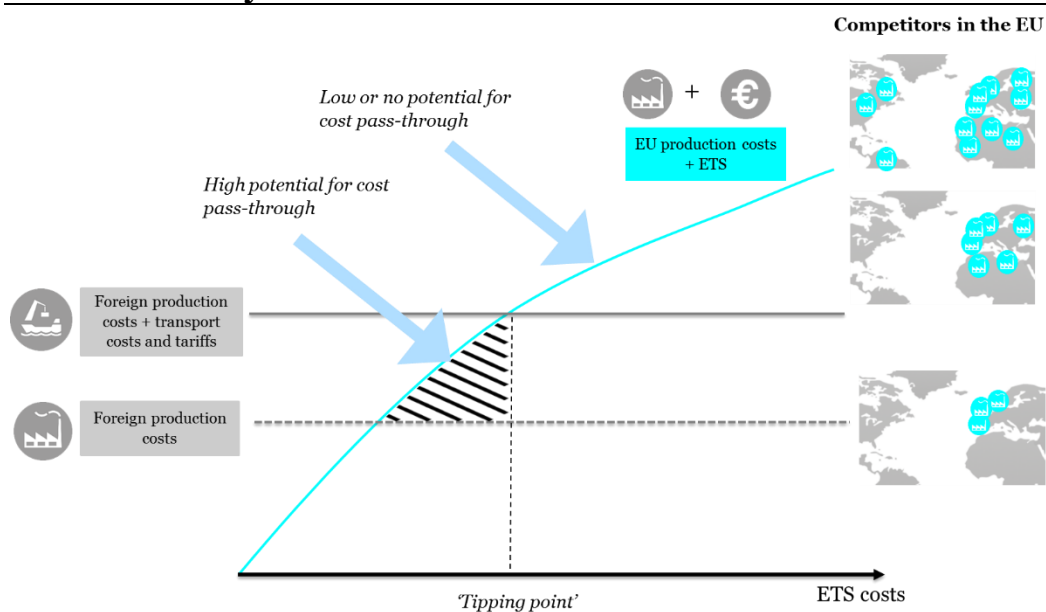 Competitors in the EU
Low or no potential for
cost pass-through
+
€
EU production costs
+ ETS
High potential for cost
pass-through
Foreign production
costs + transport
costs and tariffs
Foreign production
costs
'Tipping point'
ETS costs